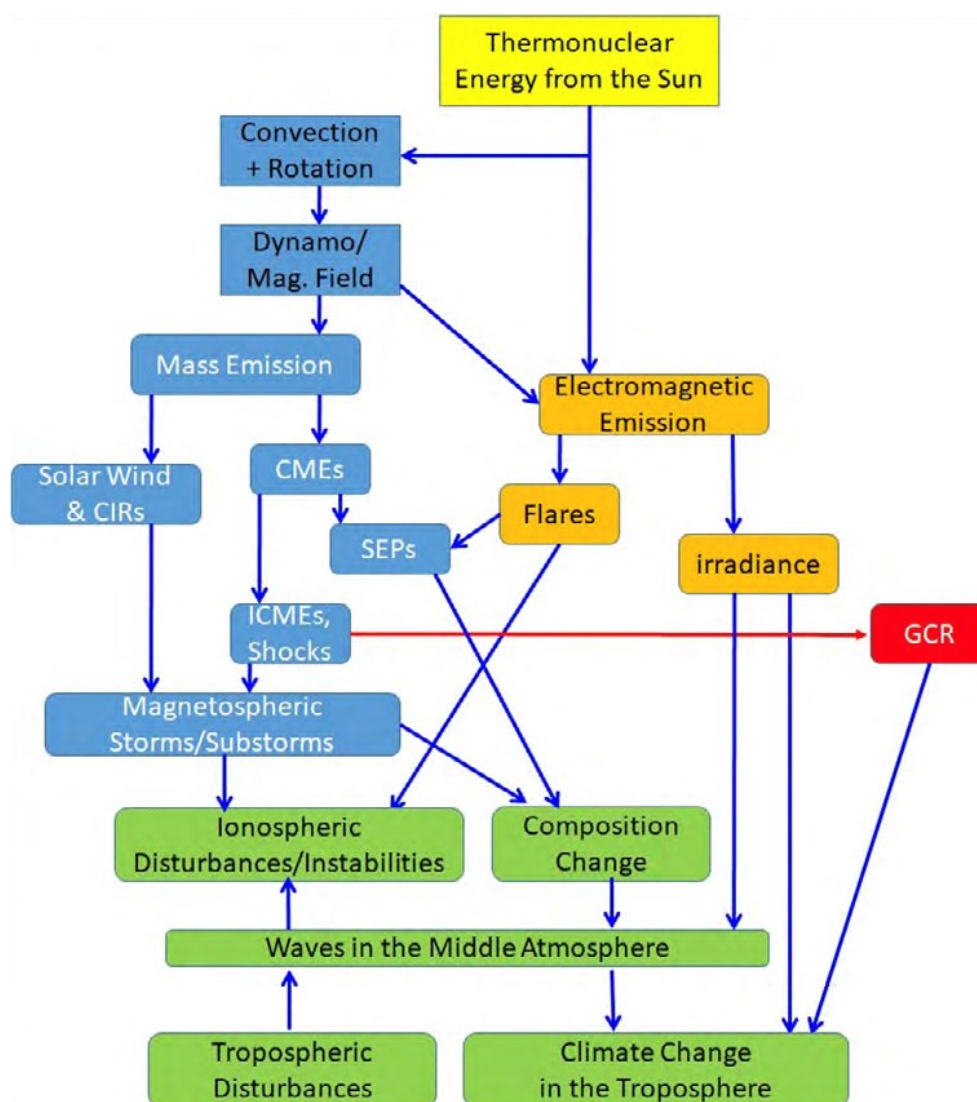 Thermonuclear
Energy from the Sun
Convection
+ Rotation
Dynamo/
Mag. Field
Mass Emission
Electromagnetic
Emission
CMEs
Solar Wind
& CIRs
Flares
SEPs
irradiance
ICMEs,
Shocks
GCR
Magnetospheric
Storms/Substorms
Ionospheric
Disturbances/Instabilities
Composition
Change
Waves in the Middle Atmosphere
Tropospheric
Disturbances
Climate Change
in the Troposphere